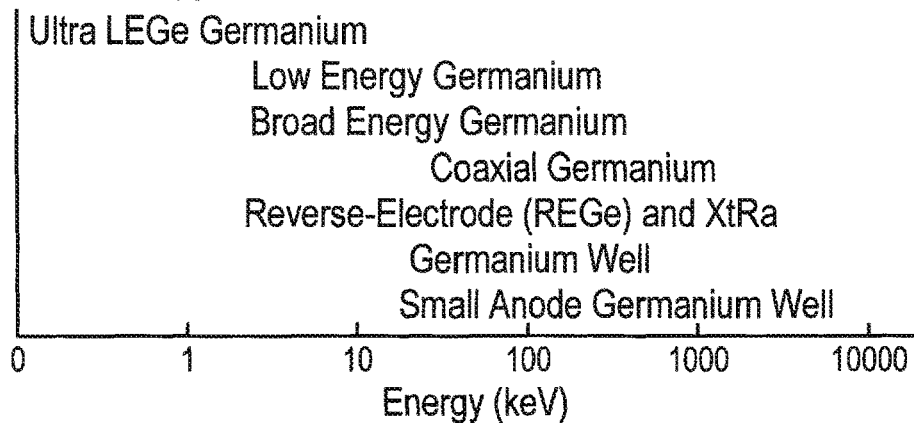 Ultra LEGe Germanium
Low Energy Germanium
Broad Energy Germanium
Coaxial Germanium
Reverse-Electrode (REGe) and XtRa
Germanium Well
Small Anode Germanium Well
0 1 10 100 1000 10000
Energy (keV)